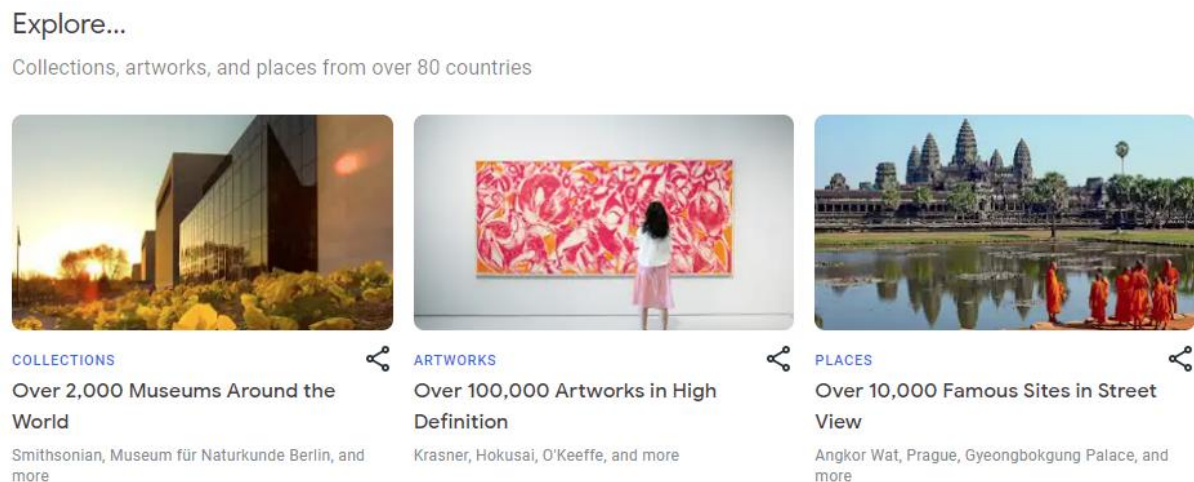 Explore...
Collections, artworks, and places from over 80 countries
COLLECTIONS
Over 2,000 Museums Around the
World
Smithsonian, Museum für Naturkunde Berlin, and
more
ARTWORKS
Over 100,000 Artworks in High
Definition
Krasner, Hokusai, O'Keeffe, and more
PLACES
Over 10,000 Famous Sites in Street
View
Angkor Wat, Prague, Gyeongbokgung Palace, and
more